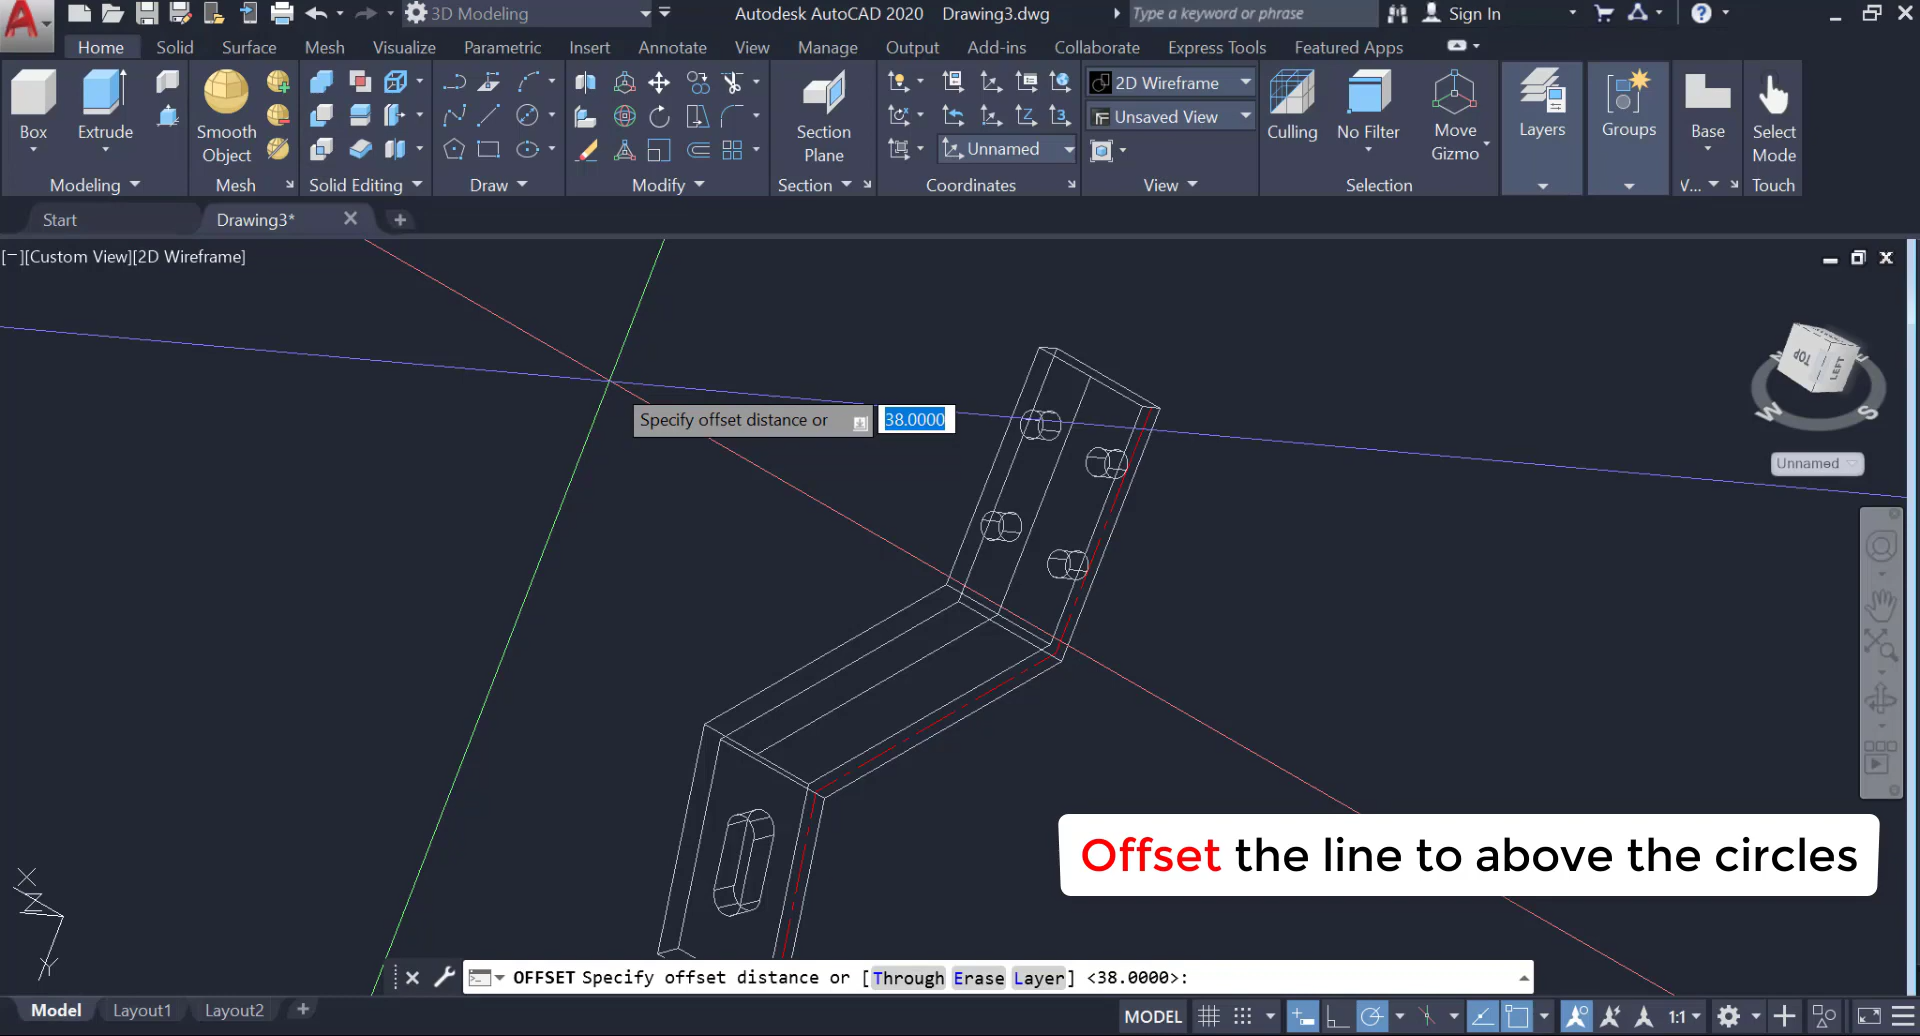 3D Modeling
Autodesk AutoCAD 2020 Drawing3.dwg
Type a keyword or phrase
Sign In
Home Solid Surface Mesh Visualize Parametric Insert Annotate View Manage Output Add-ins Collaborate Express Tools Featured Apps
Box
Extrude
Smooth
Object
Section
Plane
Unnamed
2D Wireframe
Unsaved View
Culling
No Filter
Move
Gizmo
Layers
Groups
Base
Select
Mode
Modeling Mesh Solid Editing Draw Modify Section Coordinates View Selection V... Touch
Start Drawing3*
[−][Custom View][2D Wireframe]
TOP
LEFT
W
S
Unnamed
Specify offset distance or 38.0000
Offset the line to above the circles
X
Z
Y
OFFSET Specify offset distance or [Through Erase Layer] <38.0000>:
Model Layout1 Layout2
MODEL
1:1